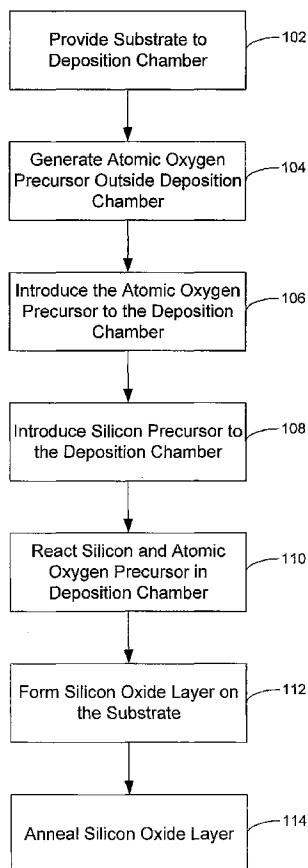 Provide Substrate to
Deposition Chamber
102
Generate Atomic Oxygen
Precursor Outside Deposition
Chamber
104
Introduce the Atomic Oxygen
Precursor to the Deposition
Chamber
106
Introduce Silicon Precursor to
the Deposition Chamber
108
React Silicon and Atomic
Oxygen Precursor in
Deposition Chamber
110
Form Silicon Oxide Layer on
the Substrate
112
Anneal Silicon Oxide Layer
114